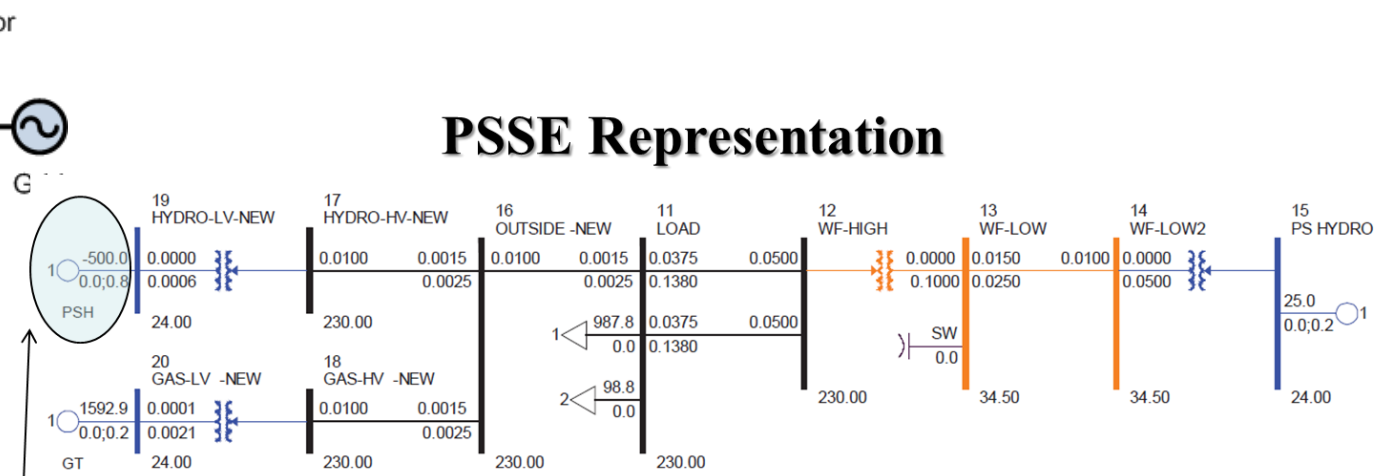 or
G
PSSE Representation
19
HYDRO-LV-NEW
17
HYDRO-HV-NEW
16
OUTSIDE -NEW
11
LOAD
12
WF-HIGH
13
WF-LOW
14
WF-LOW2
15
PS HYDRO
1 -500.0 0.0000 0.0100 0.0015 0.0100 0.0015 0.0375 0.0500 0.0000 0.0150 0.0100 0.0000
0.0;0.8 0.0006 0.0025 0.0025 0.1380 0.1000 0.0250 0.0500
PSH
25.0
0.0;0.2 1
24.00 230.00
1 987.8 0.0375 0.0500
0.0 0.1380
SW
0.0
20
GAS-LV -NEW
18
GAS-HV -NEW
2 98.8
0.0
230.00 34.50 34.50 24.00
1 1592.9 0.0001 0.0100 0.0015
0.0;0.2 0.0021 0.0025
GT
24.00 230.00 230.00 230.00